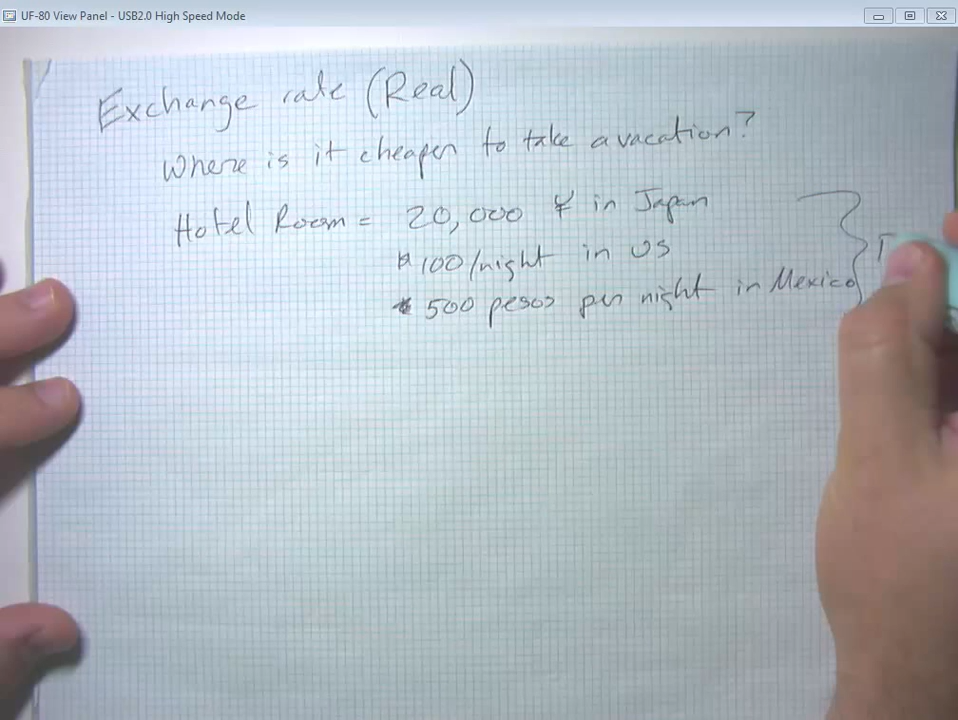 UF-80 View Panel - USB2.0 High Speed Mode
Exchange rate (Real)
Where is it cheaper to take a vacation?
Hotel Room = 20,000 ¥ in Japan
$100/night in US
500 pesos per night in Mexico